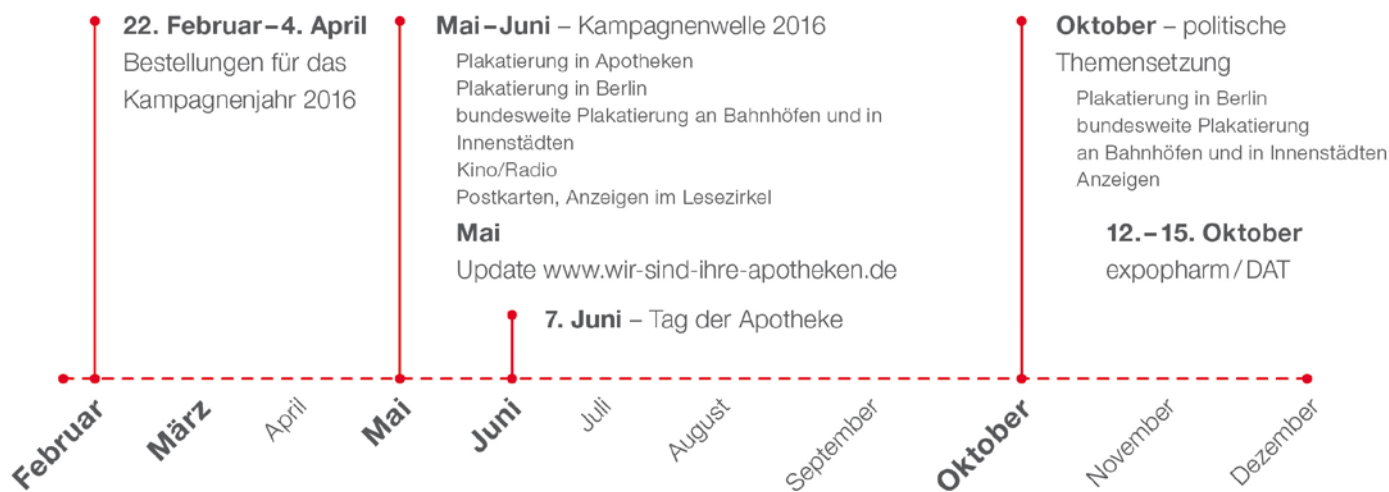 22. Februar–4. April
Bestellungen für das
Kampagnenjahr 2016
Mai–Juni – Kampagnenwelle 2016
Plakatierung in Apotheken
Plakatierung in Berlin
bundesweite Plakatierung an Bahnhöfen und in
Innenstädten
Kino/Radio
Postkarten, Anzeigen im Lesezirkel
Mai
Update www.wir-sind-ihre-apotheken.de
7. Juni – Tag der Apotheke
Oktober – politische
Themensetzung
Plakatierung in Berlin
bundesweite Plakatierung
an Bahnhöfen und in Innenstädten
Anzeigen
12.–15. Oktober
expopharm/DAT
Februar
März
April
Mai
Juni
Juli
August
September
Oktober
November
Dezember